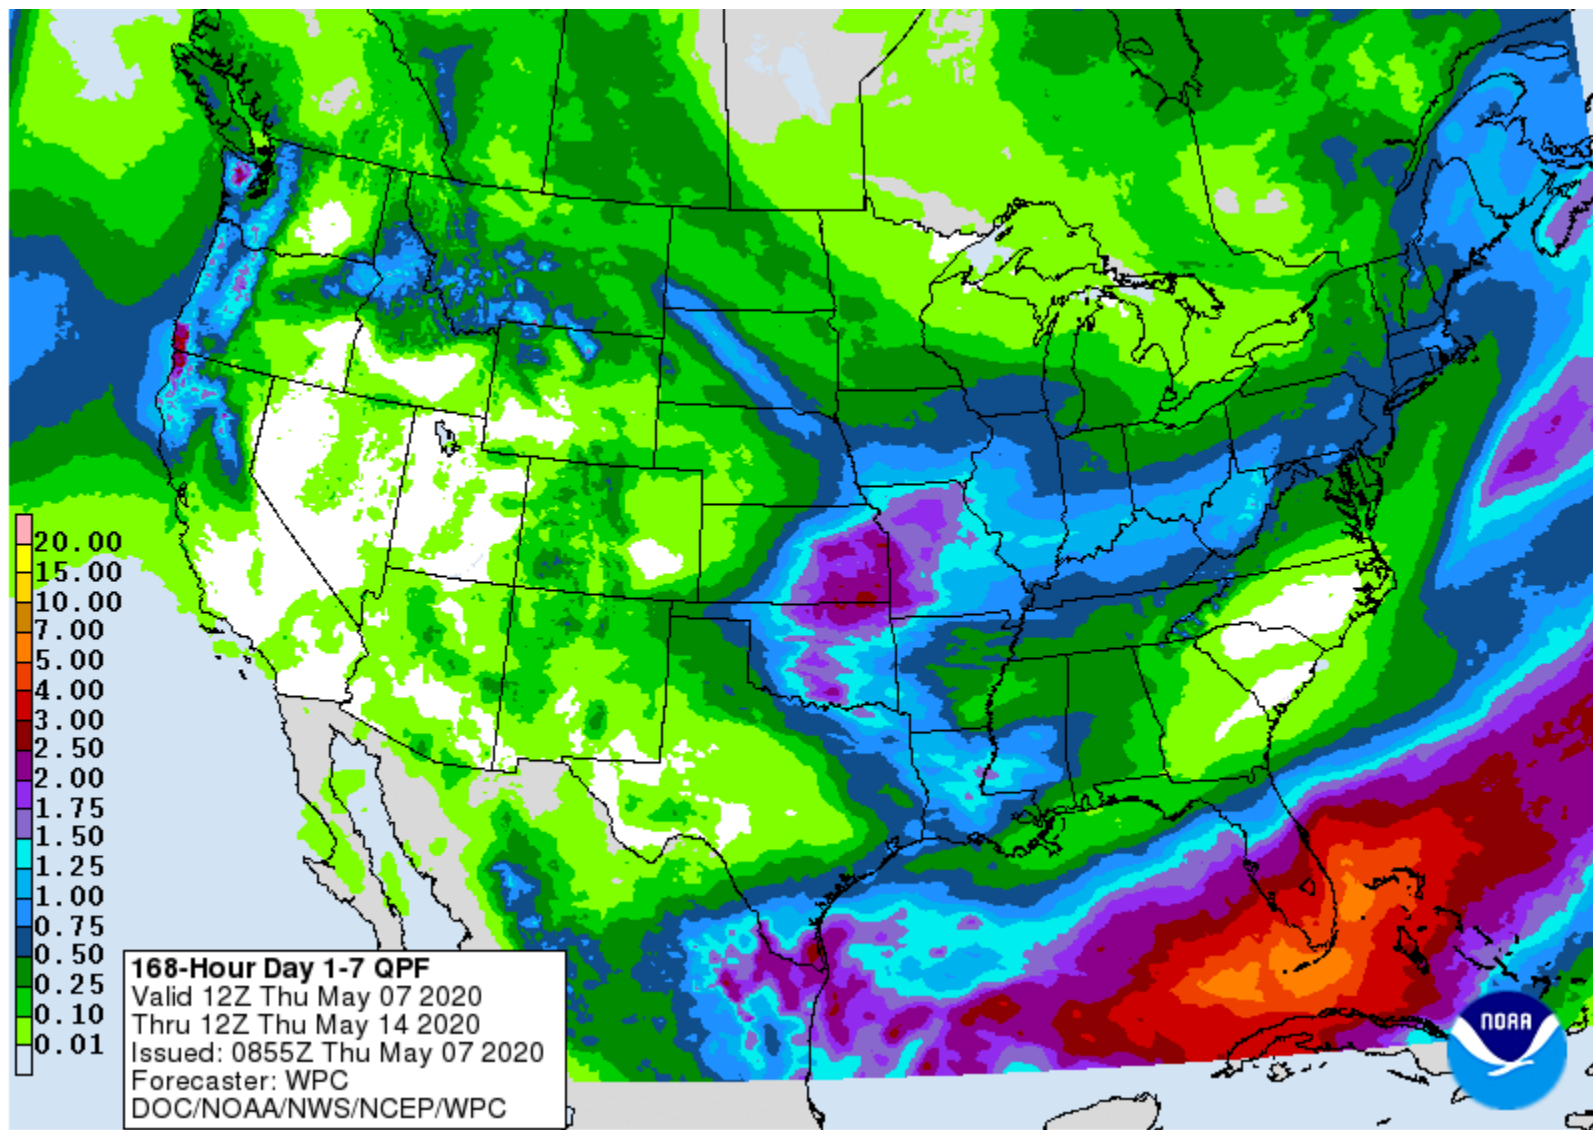 20.00
15.00
10.00
7.00
5.00
4.00
3.00
2.50
2.00
1.75
1.50
1.25
1.00
0.75
0.50
0.25
0.10
0.01
168-Hour Day 1-7 QPF
Valid 12Z Thu May 07 2020
Thru 12Z Thu May 14 2020
Issued: 0855Z Thu May 07 2020
Forecaster: WPC
DOC/NOAA/NWS/NCEP/WPC
NOAA